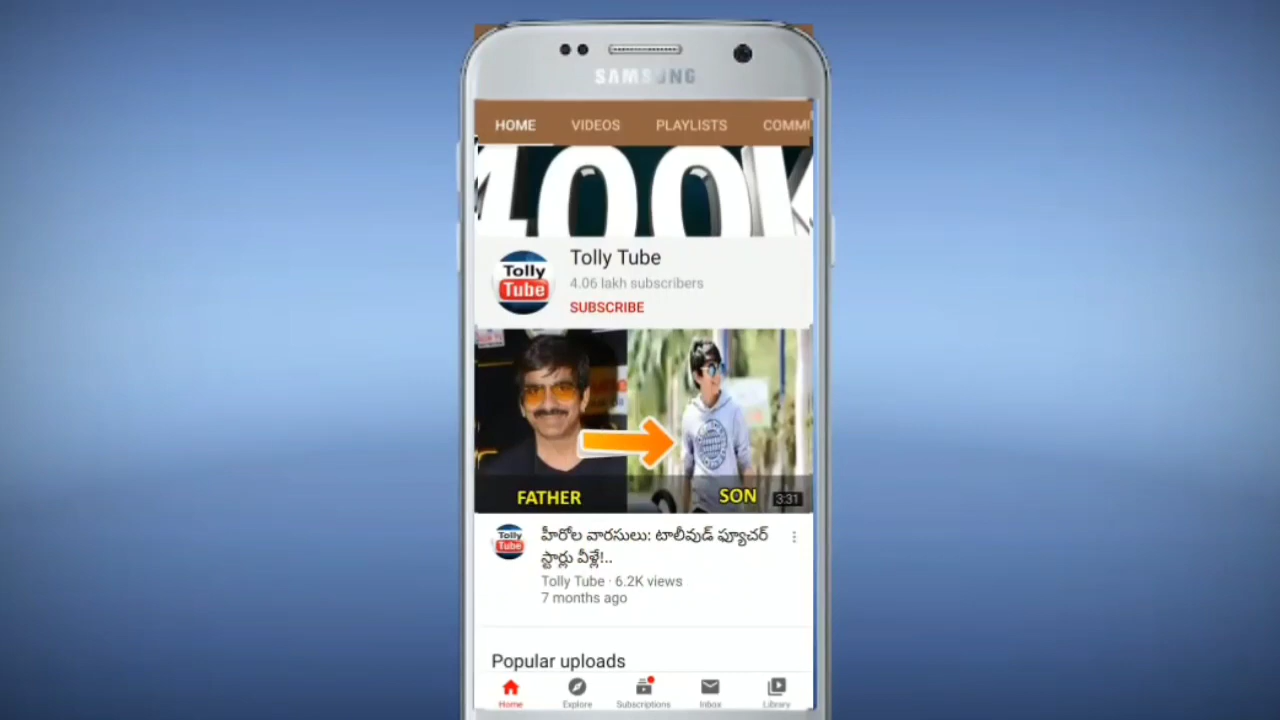 SAMSUNG
HOME VIDEOS PLAYLISTS COMMU
400K
Tolly Tube
Tolly Tube
4.06 lakh subscribers
SUBSCRIBE
FATHER
SON
3:31
Tolly Tube
హీరోల వారసులు: టాలీవుడ్ ఫ్యూచర్
స్టార్లు వీళ్లే!..
Tolly Tube · 6.2K views
7 months ago
Popular uploads
Home Explore Subscriptions Inbox Library